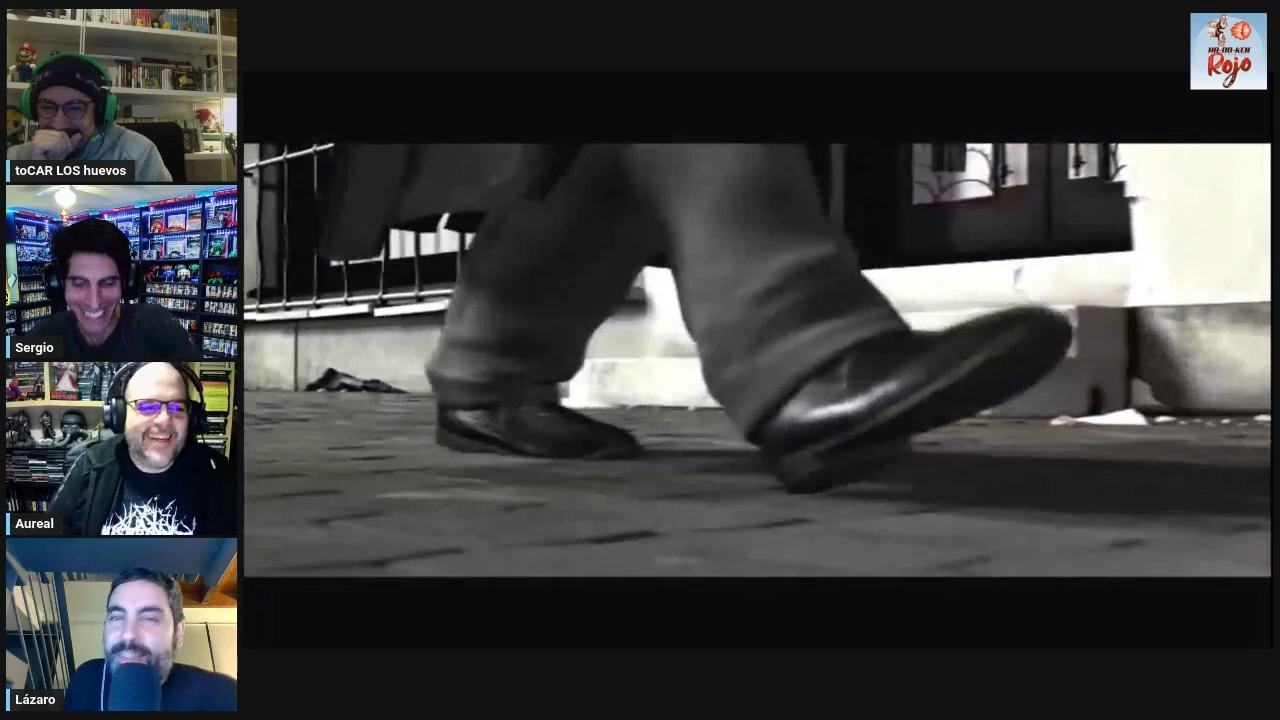 toCAR LOS huevos
Sergio
Aureal
Lázaro
HA-DO-KEN
Rojo